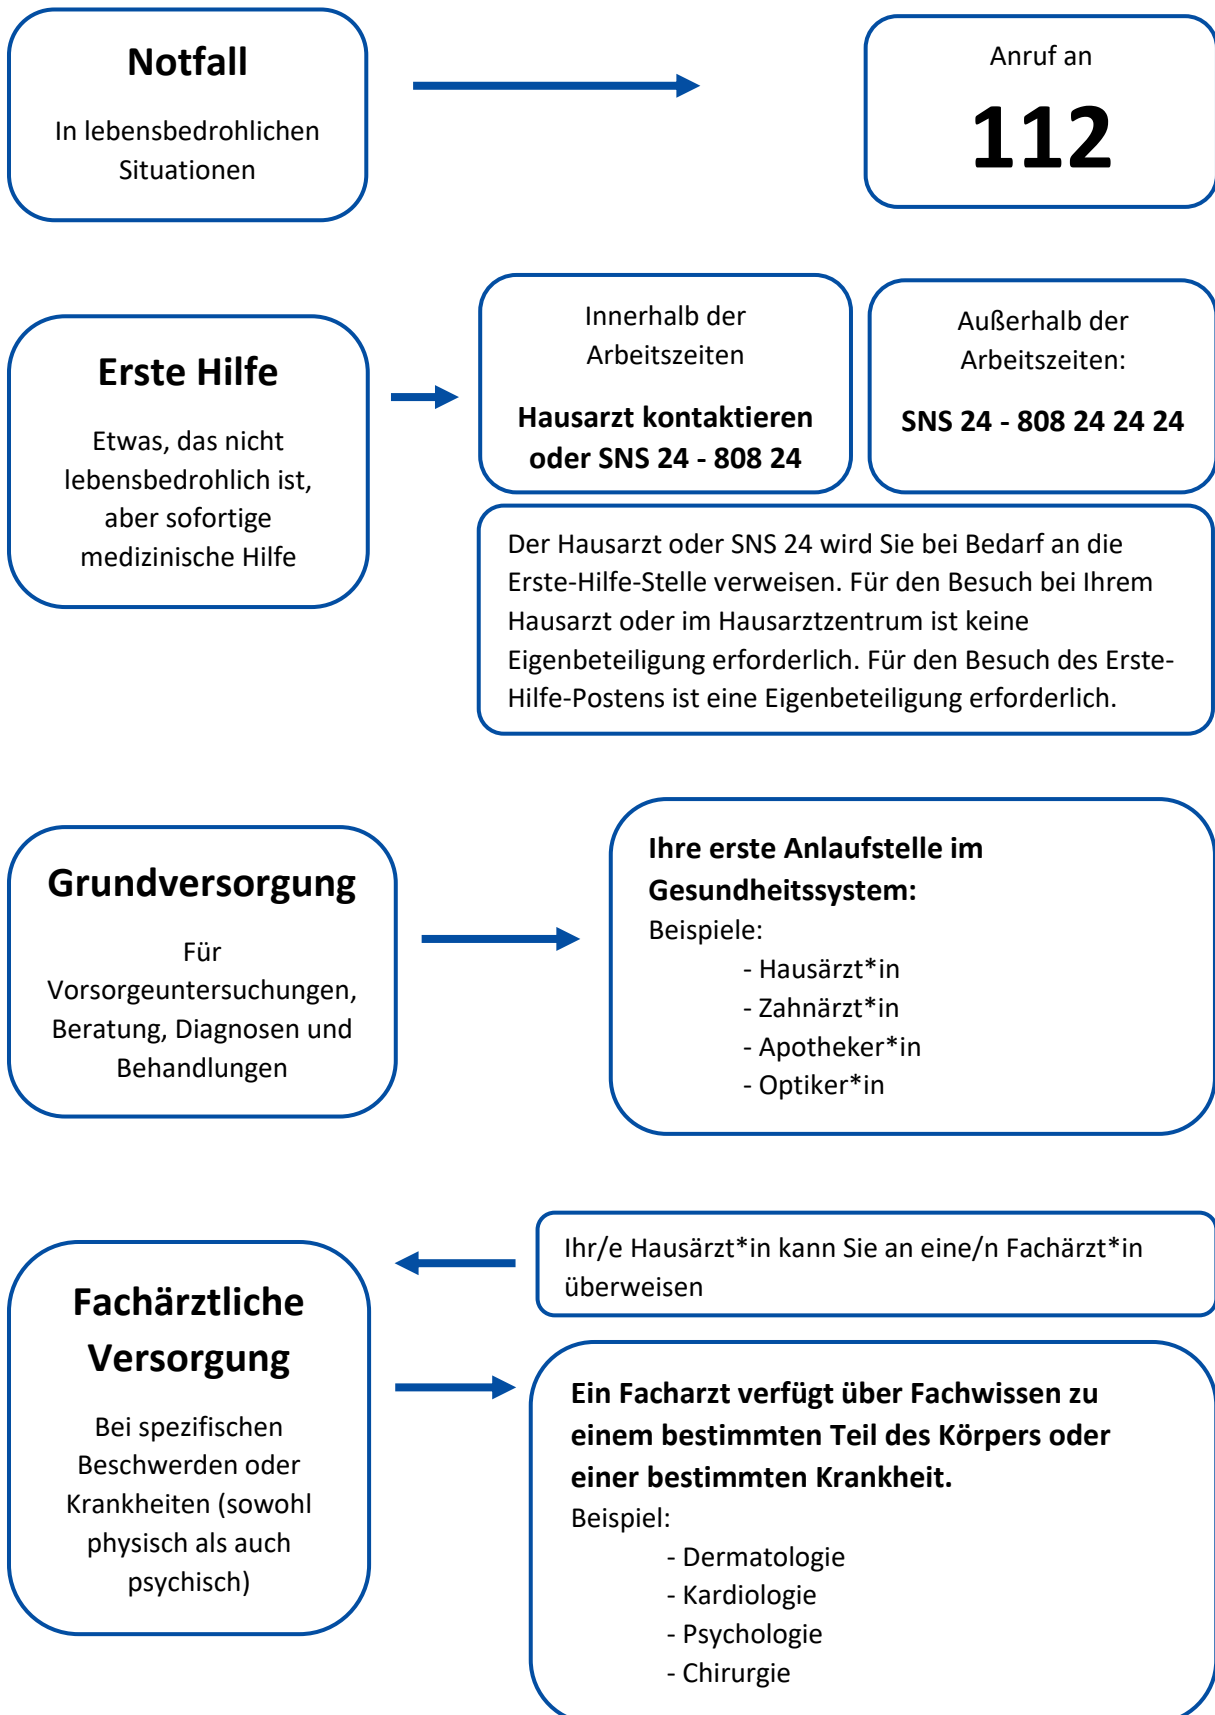 Notfall
In lebensbedrohlichen
Situationen
Anruf an
112
Erste Hilfe
Etwas, das nicht
lebensbedrohlich ist,
aber sofortige
medizinische Hilfe
Innerhalb der
Arbeitszeiten
Hausarzt kontaktieren
oder SNS 24 - 808 24
Außerhalb der
Arbeitszeiten:
SNS 24 - 808 24 24 24
Der Hausarzt oder SNS 24 wird Sie bei Bedarf an die
Erste-Hilfe-Stelle verweisen. Für den Besuch bei Ihrem
Hausarzt oder im Hausarztzentrum ist keine
Eigenbeteiligung erforderlich. Für den Besuch des Erste-
Hilfe-Postens ist eine Eigenbeteiligung erforderlich.
Grundversorgung
Für
Vorsorgeuntersuchungen,
Beratung, Diagnosen und
Behandlungen
Ihre erste Anlaufstelle im
Gesundheitssystem:
Beispiele:
- Hausärzt*in
- Zahnärzt*in
- Apotheker*in
- Optiker*in
Fachärztliche
Versorgung
Bei spezifischen
Beschwerden oder
Krankheiten (sowohl
physisch als auch
psychisch)
Ihr/e Hausärzt*in kann Sie an eine/n Fachärzt*in
überweisen
Ein Facharzt verfügt über Fachwissen zu
einem bestimmten Teil des Körpers oder
einer bestimmten Krankheit.
Beispiel:
- Dermatologie
- Kardiologie
- Psychologie
- Chirurgie